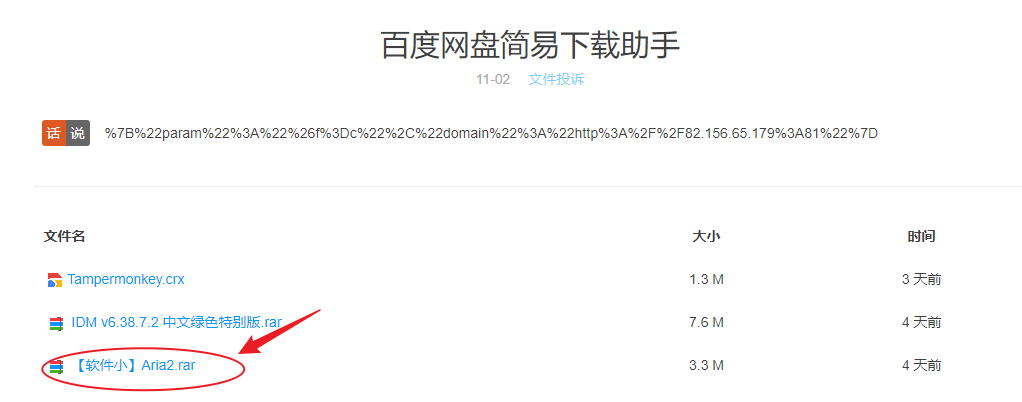 百度网盘简易下载助手
11-02 文件投诉
话说 %7B%22param%22%3A%22%26f%3Dc%22%2C%22domain%22%3A%22http%3A%2F%2F82.156.65.179%3A81%22%7D
文件名 大小 时间
Tampermonkey.crx 1.3 M 3 天前
IDM v6.38.7.2 中文绿色特别版.rar 7.6 M 4 天前
【软件小】Aria2.rar 3.3 M 4 天前